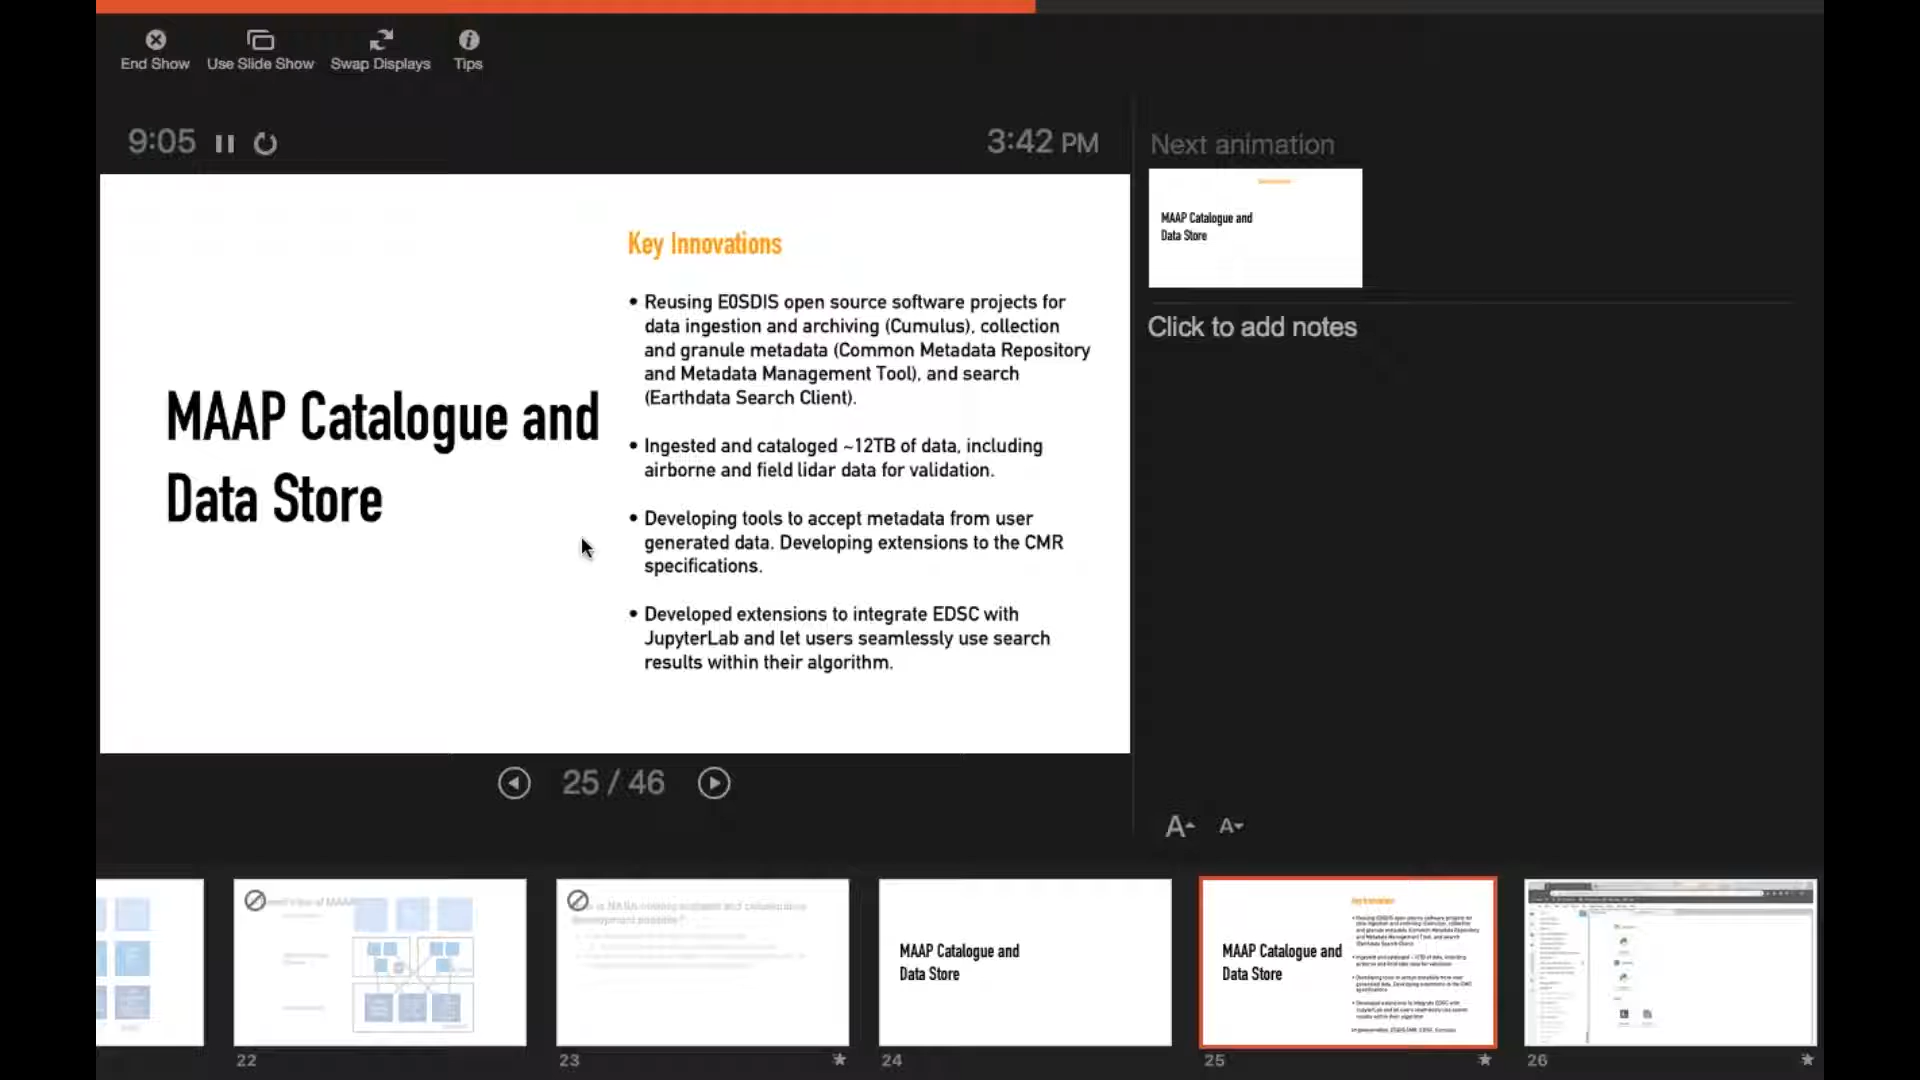 End Show
Use Slide Show
Swap Displays
Tips
9:05
3:42 PM
Next animation
MAAP Catalogue and
Data Store
Click to add notes
MAAP Catalogue and
Data Store
Key Innovations
• Reusing EOSDIS open source software projects for
data ingestion and archiving (Cumulus), collection
and granule metadata (Common Metadata Repository
and Metadata Management Tool), and search
(Earthdata Search Client).
• Ingested and cataloged ~12TB of data, including
airborne and field lidar data for validation.
• Developing tools to accept metadata from user
generated data. Developing extensions to the CMR
specifications.
• Developed extensions to integrate EDSC with
JupyterLab and let users seamlessly use search
results within their algorithm.
25 / 46
A
A
22
23
MAAP Catalogue and
Data Store
24
MAAP Catalogue and
Data Store
Key Innovations
25
26